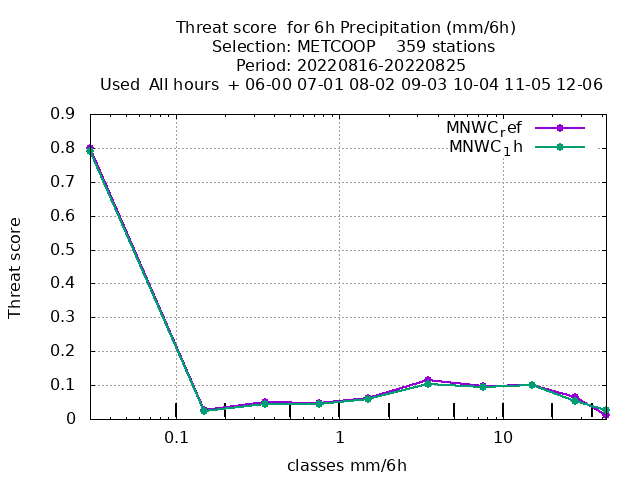 Threat score  for 6h Precipitation (mm/6h)
Selection: METCOOP    359 stations
Period: 20220816-20220825
Used  All hours  + 06-00 07-01 08-02 09-03 10-04 11-05 12-06
MNWCref
MNWC1h
0.9
0.8
0.7
0.6
0.5
0.4
0.3
0.2
0.1
0
Threat score
0.1 1 10
classes mm/6h